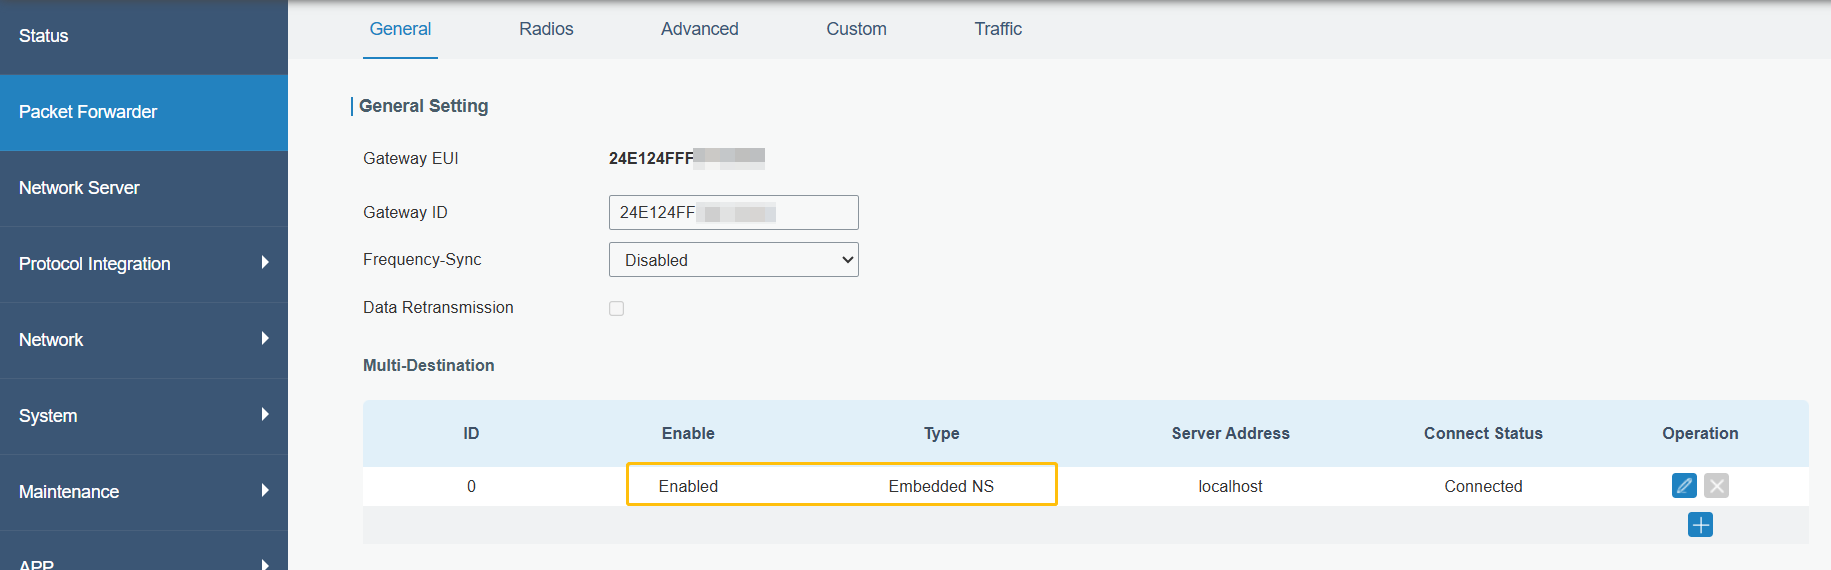 Status
Packet Forwarder
Network Server
Protocol Integration
Network
System
Maintenance
APP
General Radios Advanced Custom Traffic
General Setting
Gateway EUI 24E124FFF
Gateway ID 24E124FF
Frequency-Sync Disabled
Data Retransmission
Multi-Destination
ID Enable Type Server Address Connect Status Operation
0 Enabled Embedded NS localhost Connected